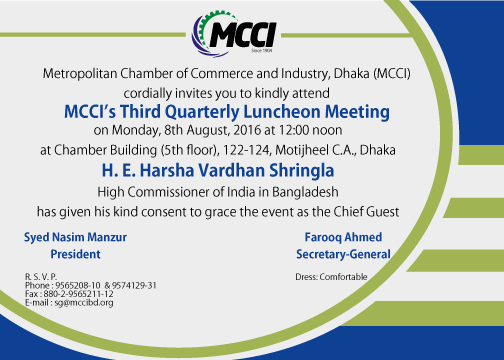 MCCI
Since 1904
Metropolitan Chamber of Commerce and Industry, Dhaka (MCCI)
cordially invites you to kindly attend
MCCI's Third Quarterly Luncheon Meeting
on Monday, 8th August, 2016 at 12:00 noon
at Chamber Building (5th floor), 122-124, Motijheel C.A., Dhaka
H. E. Harsha Vardhan Shringla
High Commissioner of India in Bangladesh
has given his kind consent to grace the event as the Chief Guest
Syed Nasim Manzur
President
Farooq Ahmed
Secretary-General
R. S. V. P.
Phone : 9565208-10 & 9574129-31
Fax : 880-2-9565211-12
E-mail : sg@mccibd.org
Dress: Comfortable